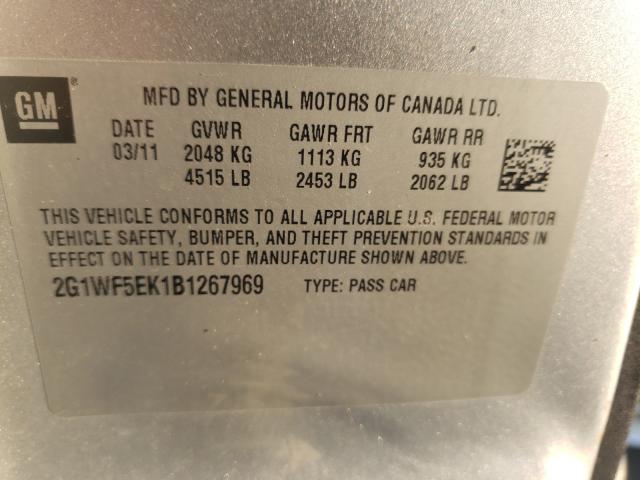 GM®
MFD BY GENERAL MOTORS OF CANADA LTD.
DATE GVWR GAWR FRT GAWR RR
03/11 2048 KG 1113 KG 935 KG
4515 LB 2453 LB 2062 LB
THIS VEHICLE CONFORMS TO ALL APPLICABLE U.S. FEDERAL MOTOR
VEHICLE SAFETY, BUMPER, AND THEFT PREVENTION STANDARDS IN
EFFECT ON THE DATE OF MANUFACTURE SHOWN ABOVE.
2G1WF5EK1B1267969 TYPE: PASS CAR